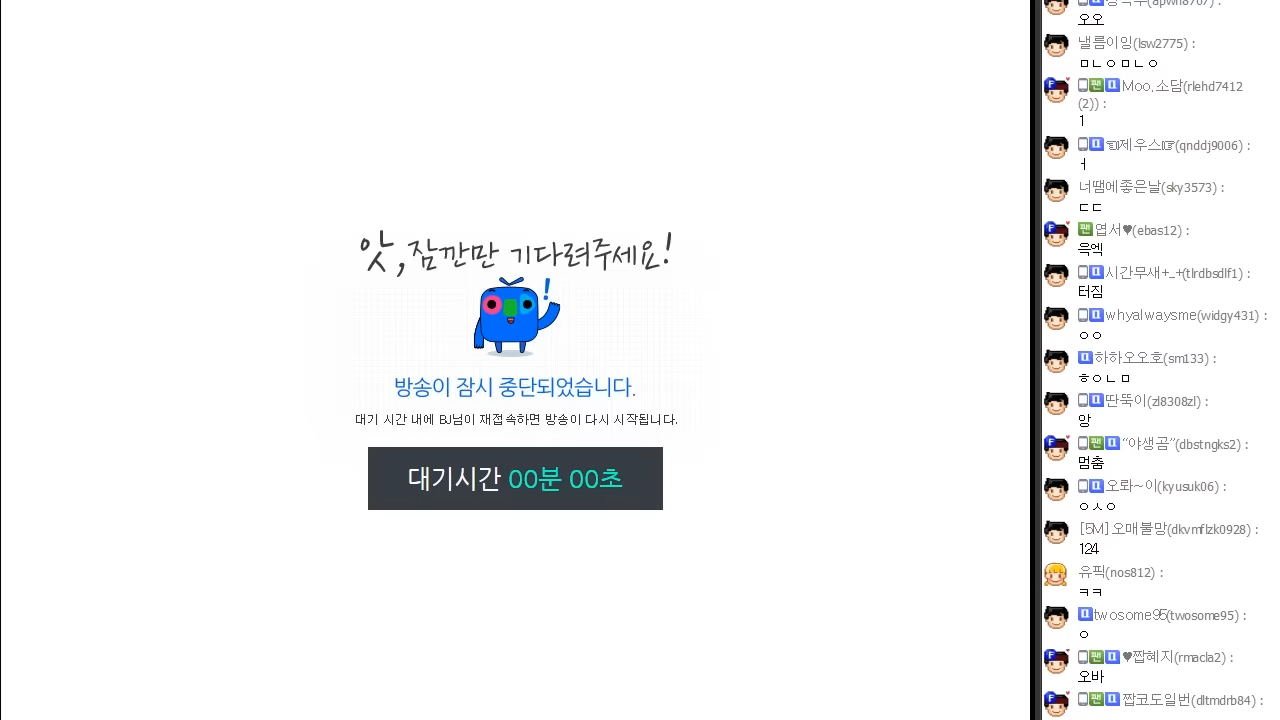 앗, 잠깐만 기다려주세요!
방송이 잠시 중단되었습니다.
대기 시간 내에 BJ님이 재접속하면 방송이 다시 시작됩니다.
대기시간 00분 00초
오오
낼름이잉(lsw2775) :
ㅁㄴㅇㅁㄴㅇ
팬 Moo.소담(rlehd7412
(2)) :
1
☜제우스☞(qnddj9006) :
ㅓ
너땜에좋은날(sky3573) :
ㄷㄷ
팬 엽서♥(ebas12) :
윽엑
시간무새+_+(tlrdbsdlf1) :
터짐
whyalwaysme(widgy431) :
ㅇㅇ
하하오오호(sm133) :
ㅎㅇㄴㅁ
딴뚝이(zl8308zl) :
앙
팬 “야생곰”(dbstngks2) :
멈춤
오롸~이(kyusuk06) :
ㅇㅅㅇ
[5M]오매불망(dkvmflzk0928) :
124
유픽(nos812) :
ㅋㅋ
twosome95(twosome95) :
ㅇ
팬 ♥짭혜지(rmacla2) :
오바
팬 짭코도일번(dltmdrb84) :